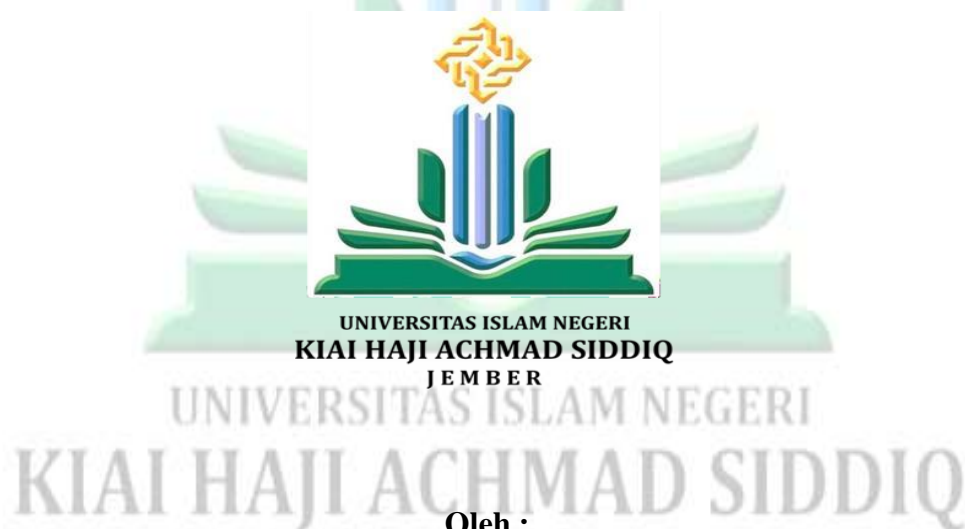 UNIVERSITAS ISLAM NEGERI
KIAI HAJI ACHMAD SIDDIQ
JEMBER
UNIVERSITAS ISLAM NEGERI
KIAI HAJI ACHMAD SIDDIQ
Oleh :